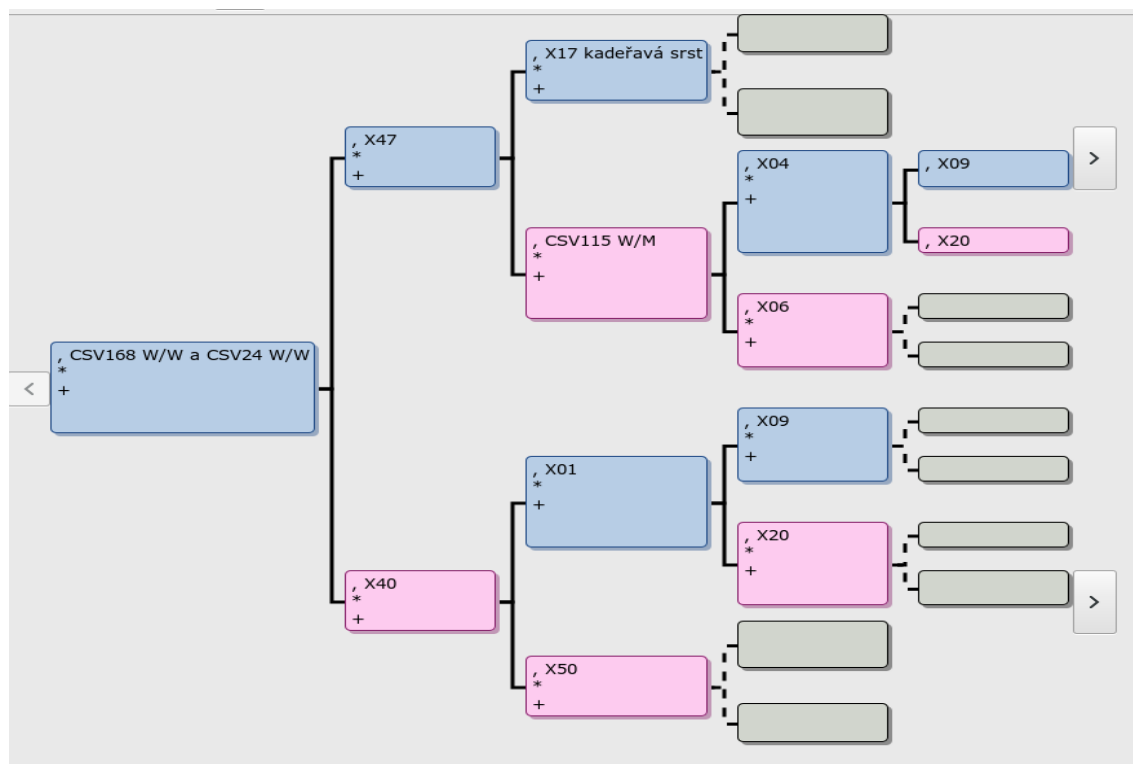 , X17 kadeřavá srst
*
+
, X47
*
+
, X04
*
+
, X09
>
, CSV115 W/M
*
+
, X20
, X06
*
+
, CSV168 W/W a CSV24 W/W
*
+
<
, X09
*
+
, X01
*
+
, X20
*
+
, X40
*
+
>
, X50
*
+